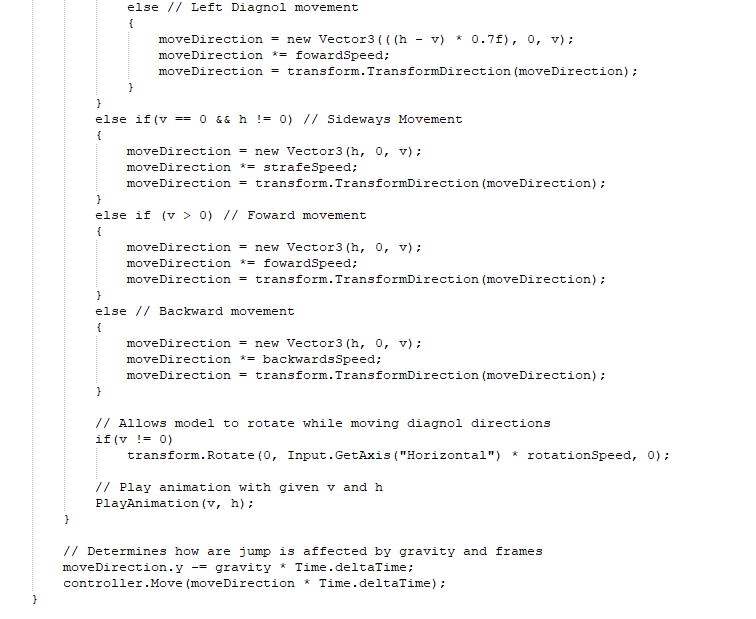 else // Left Diagnol movement
{
moveDirection = new Vector3(((h - v) * 0.7f), 0, v);
moveDirection *= fowardSpeed;
moveDirection = transform.TransformDirection(moveDirection);
}
}
else if(v == 0 && h != 0) // Sideways Movement
{
moveDirection = new Vector3(h, 0, v);
moveDirection *= strafeSpeed;
moveDirection = transform.TransformDirection(moveDirection);
}
else if (v > 0) // Foward movement
{
moveDirection = new Vector3(h, 0, v);
moveDirection *= fowardSpeed;
moveDirection = transform.TransformDirection(moveDirection);
}
else // Backward movement
{
moveDirection = new Vector3(h, 0, v);
moveDirection *= backwardsSpeed;
moveDirection = transform.TransformDirection(moveDirection);
}
// Allows model to rotate while moving diagnol directions
if(v != 0)
transform.Rotate(0, Input.GetAxis("Horizontal") * rotationSpeed, 0);
// Play animation with given v and h
PlayAnimation(v, h);
}
// Determines how are jump is affected by gravity and frames
moveDirection.y -= gravity * Time.deltaTime;
controller.Move(moveDirection * Time.deltaTime);
}